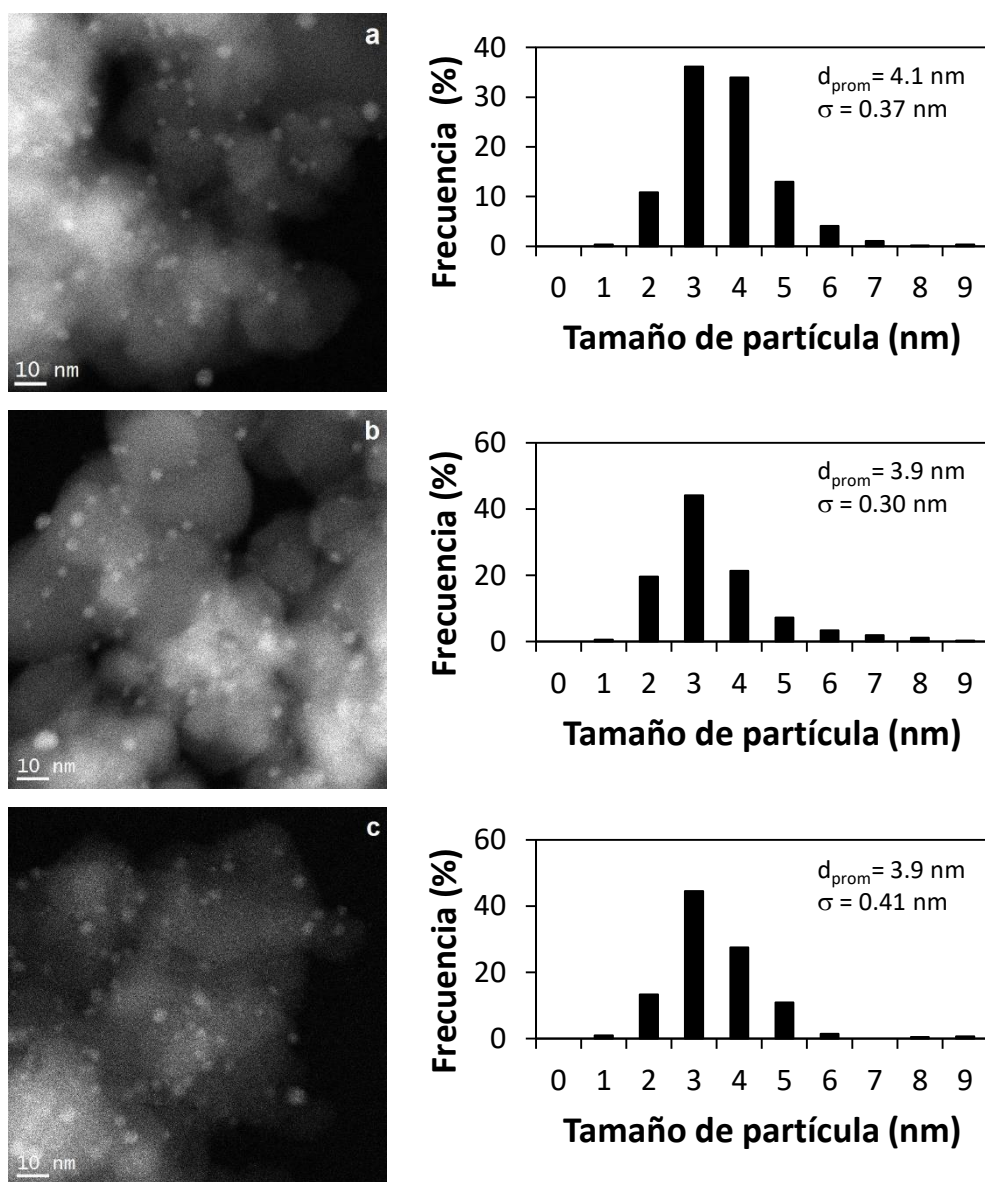 a
10 nm
40
30
20
10
0
Frecuencia (%)
dprom= 4.1 nm
σ = 0.37 nm
0 1 2 3 4 5 6 7 8 9
Tamaño de partícula (nm)
b
10 nm
60
40
20
0
Frecuencia (%)
dprom= 3.9 nm
σ = 0.30 nm
0 1 2 3 4 5 6 7 8 9
Tamaño de partícula (nm)
c
10 nm
60
40
20
0
Frecuencia (%)
dprom= 3.9 nm
σ = 0.41 nm
0 1 2 3 4 5 6 7 8 9
Tamaño de partícula (nm)